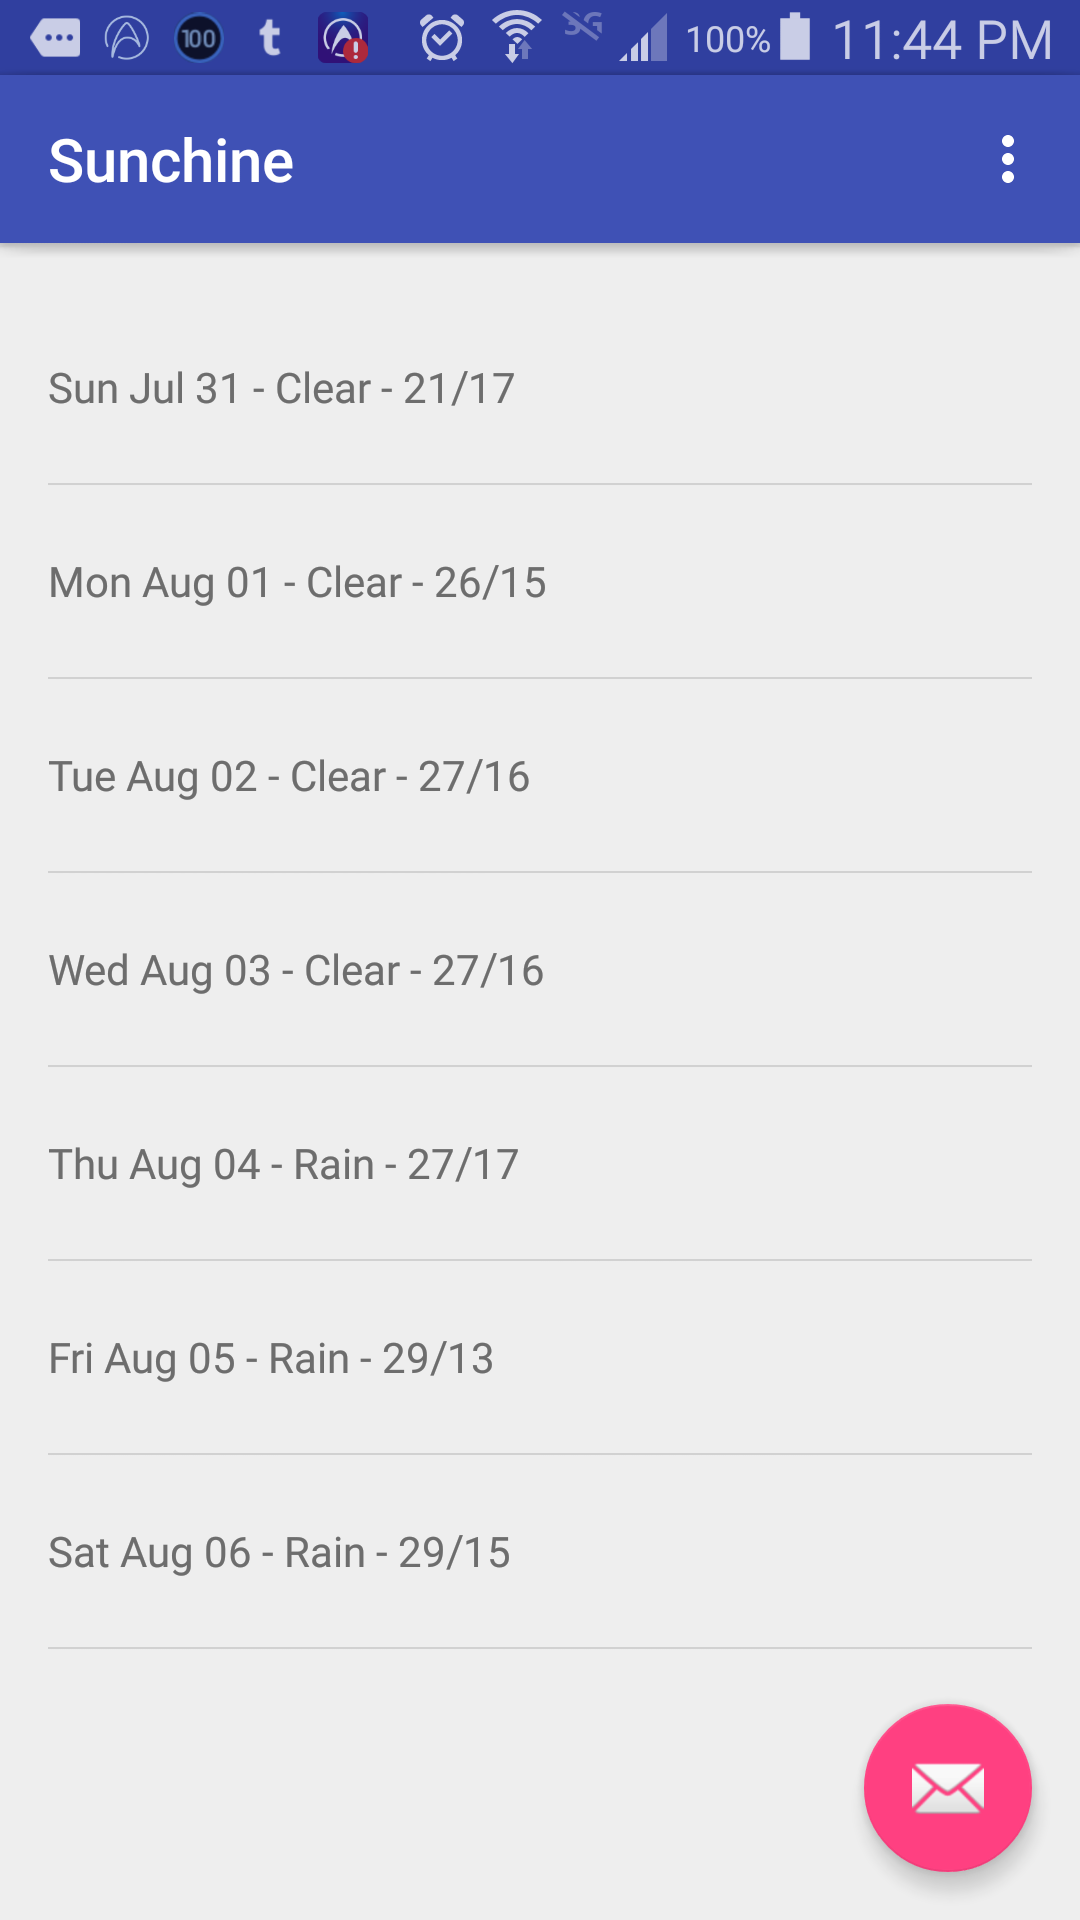 100 t 3G 100% 11:44 PM
Sunchine
Sun Jul 31 - Clear - 21/17
Mon Aug 01 - Clear - 26/15
Tue Aug 02 - Clear - 27/16
Wed Aug 03 - Clear - 27/16
Thu Aug 04 - Rain - 27/17
Fri Aug 05 - Rain - 29/13
Sat Aug 06 - Rain - 29/15